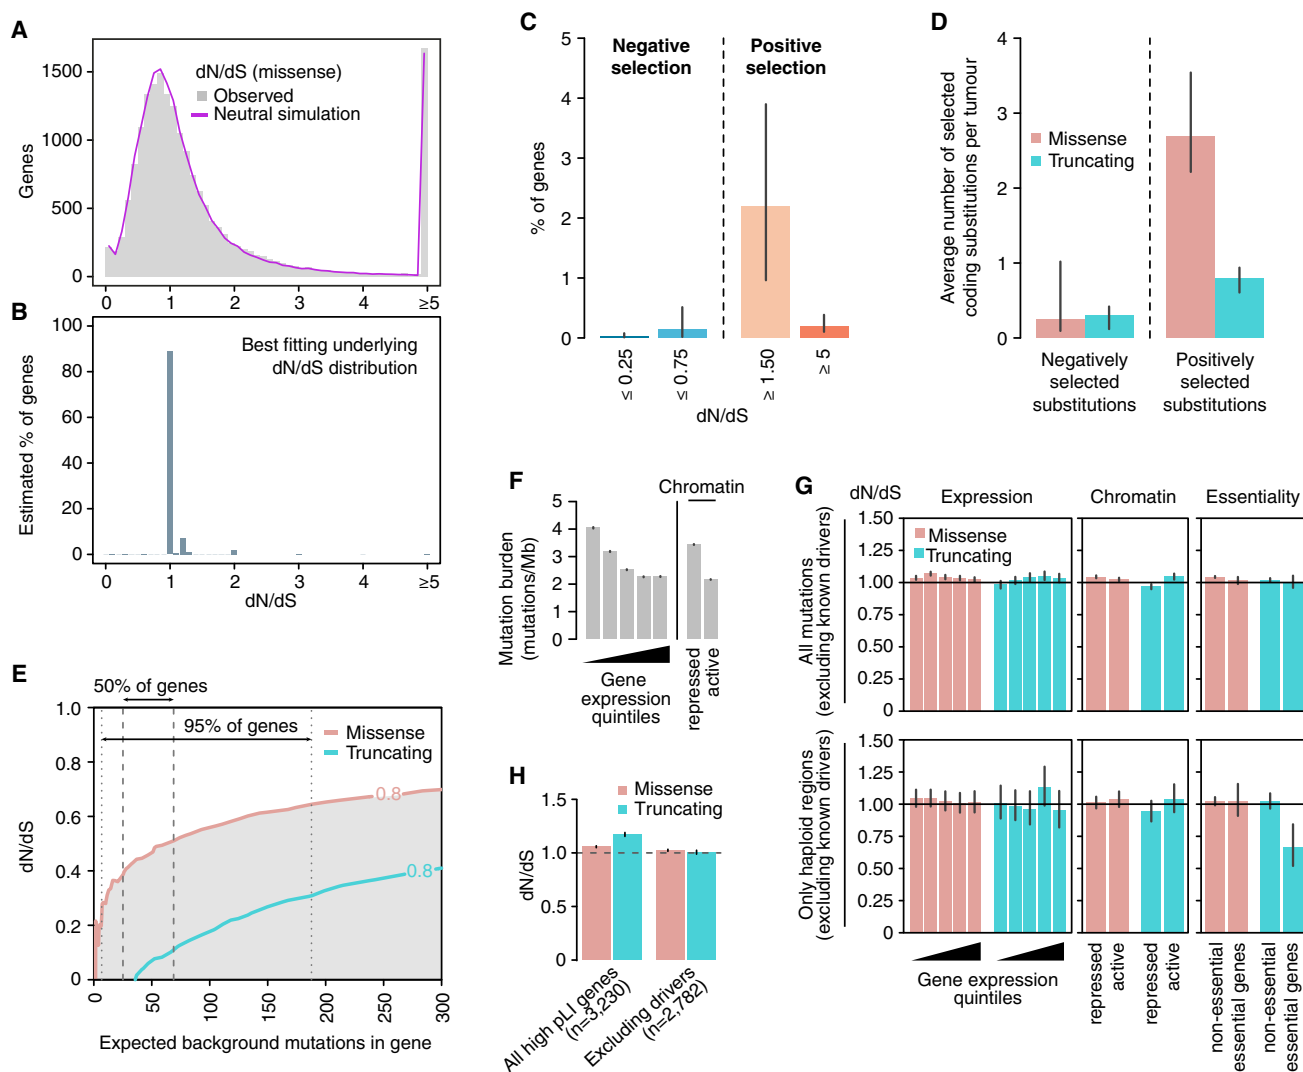 A
dN/dS (missense)
Observed
Neutral simulation
Genes
1500
1000
500
0
0 1 2 3 4 ≥5
B
Best fitting underlying
dN/dS distribution
Estimated % of genes
100
80
60
40
20
0
0 1 2 3 4 ≥5
dN/dS
C
Negative
selection
Positive
selection
% of genes
5
4
3
2
1
0
≤ 0.25
≤ 0.75
≥ 1.50
≥ 5
dN/dS
D
Average number of selected
coding substitutions per tumour
4
3
2
1
0
Missense
Truncating
Negatively
selected
substitutions
Positively
selected
substitutions
E
50% of genes
95% of genes
Missense
Truncating
0.8
0.8
dN/dS
1.0
0.8
0.6
0.4
0.2
0
0 50 100 150 200 250 300
Expected background mutations in gene
F
Chromatin
Mutation burden
(mutations/Mb)
5
4
3
2
1
0
Gene
expression
quintiles
repressed
active
G
dN/dS
Expression
Chromatin
Essentiality
Missense
Truncating
All mutations
(excluding known drivers)
1.50
1.25
1.00
0.75
0.50
0.25
0
Only haploid regions
(excluding known drivers)
1.50
1.25
1.00
0.75
0.50
0.25
0
Gene expression
quintiles
repressed
active
repressed
active
non-essential
essential genes
non-essential
essential genes
H
Missense
Truncating
dN/dS
1.5
1.0
0.5
0
All high pLI genes
(n=3,230)
Excluding drivers
(n=2,782)